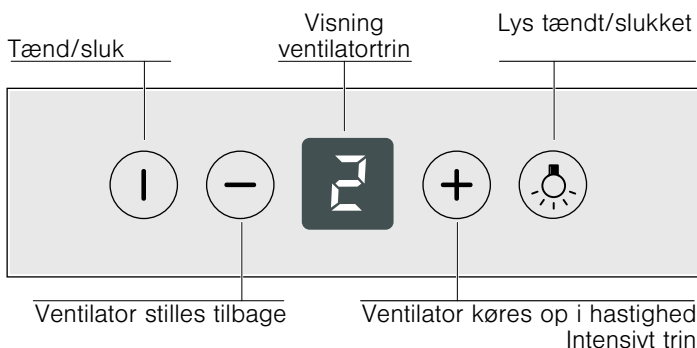 Tænd/sluk
Visning
ventilatortrin
Lys tændt/slukket
2
Ventilator stilles tilbage
Ventilator køres op i hastighed
Intensivt trin